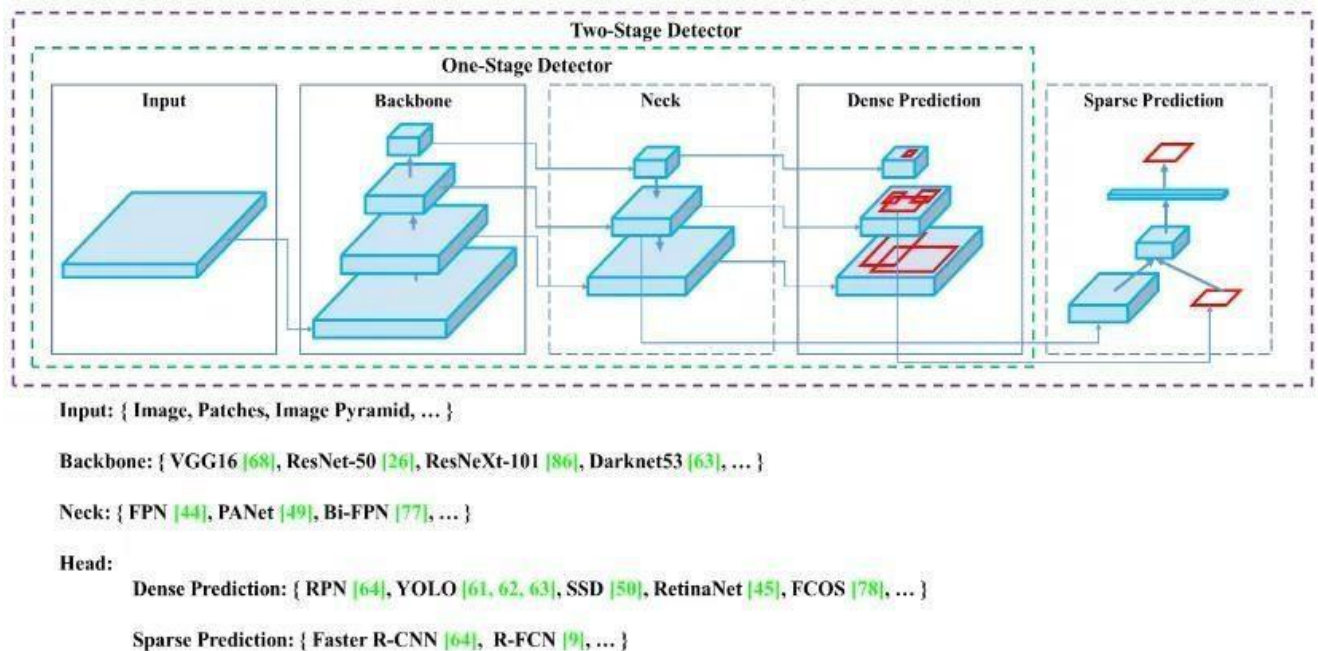 Two-Stage Detector
One-Stage Detector
Input
Backbone
Neck
Dense Prediction
Sparse Prediction
Input: { Image, Patches, Image Pyramid, … }
Backbone: { VGG16 [68], ResNet-50 [26], ResNeXt-101 [86], Darknet53 [63], … }
Neck: { FPN [44], PANet [49], Bi-FPN [77], … }
Head:
Dense Prediction: { RPN [64], YOLO [61, 62, 63], SSD [50], RetinaNet [45], FCOS [78], … }
Sparse Prediction: { Faster R-CNN [64], R-FCN [9], … }